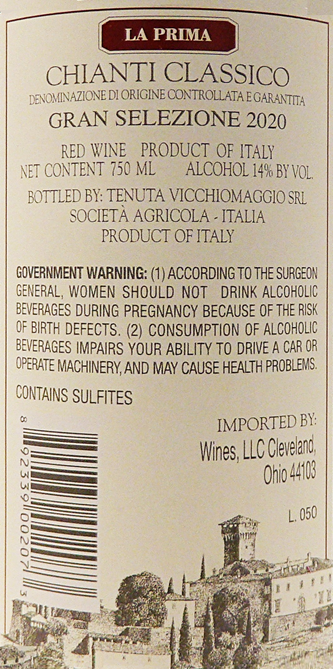 LA PRIMA
CHIANTI CLASSICO
DENOMINAZIONE DI ORIGINE CONTROLLATA E GARANTITA
GRAN SELEZIONE 2020
RED WINE PRODUCT OF ITALY
NET CONTENT 750 ML ALCOHOL 14% BY VOL.
BOTTLED BY: TENUTA VICCHIOMAGGIO SRL
SOCIETÀ AGRICOLA - ITALIA
PRODUCT OF ITALY
GOVERNMENT WARNING: (1) ACCORDING TO THE SURGEON
GENERAL, WOMEN SHOULD NOT DRINK ALCOHOLIC
BEVERAGES DURING PREGNANCY BECAUSE OF THE RISK
OF BIRTH DEFECTS. (2) CONSUMPTION OF ALCOHOLIC
BEVERAGES IMPAIRS YOUR ABILITY TO DRIVE A CAR OR
OPERATE MACHINERY, AND MAY CAUSE HEALTH PROBLEMS.
CONTAINS SULFITES
IMPORTED BY:
Wines, LLC Cleveland,
Ohio 44103
L. 050
8 92339 00207 3